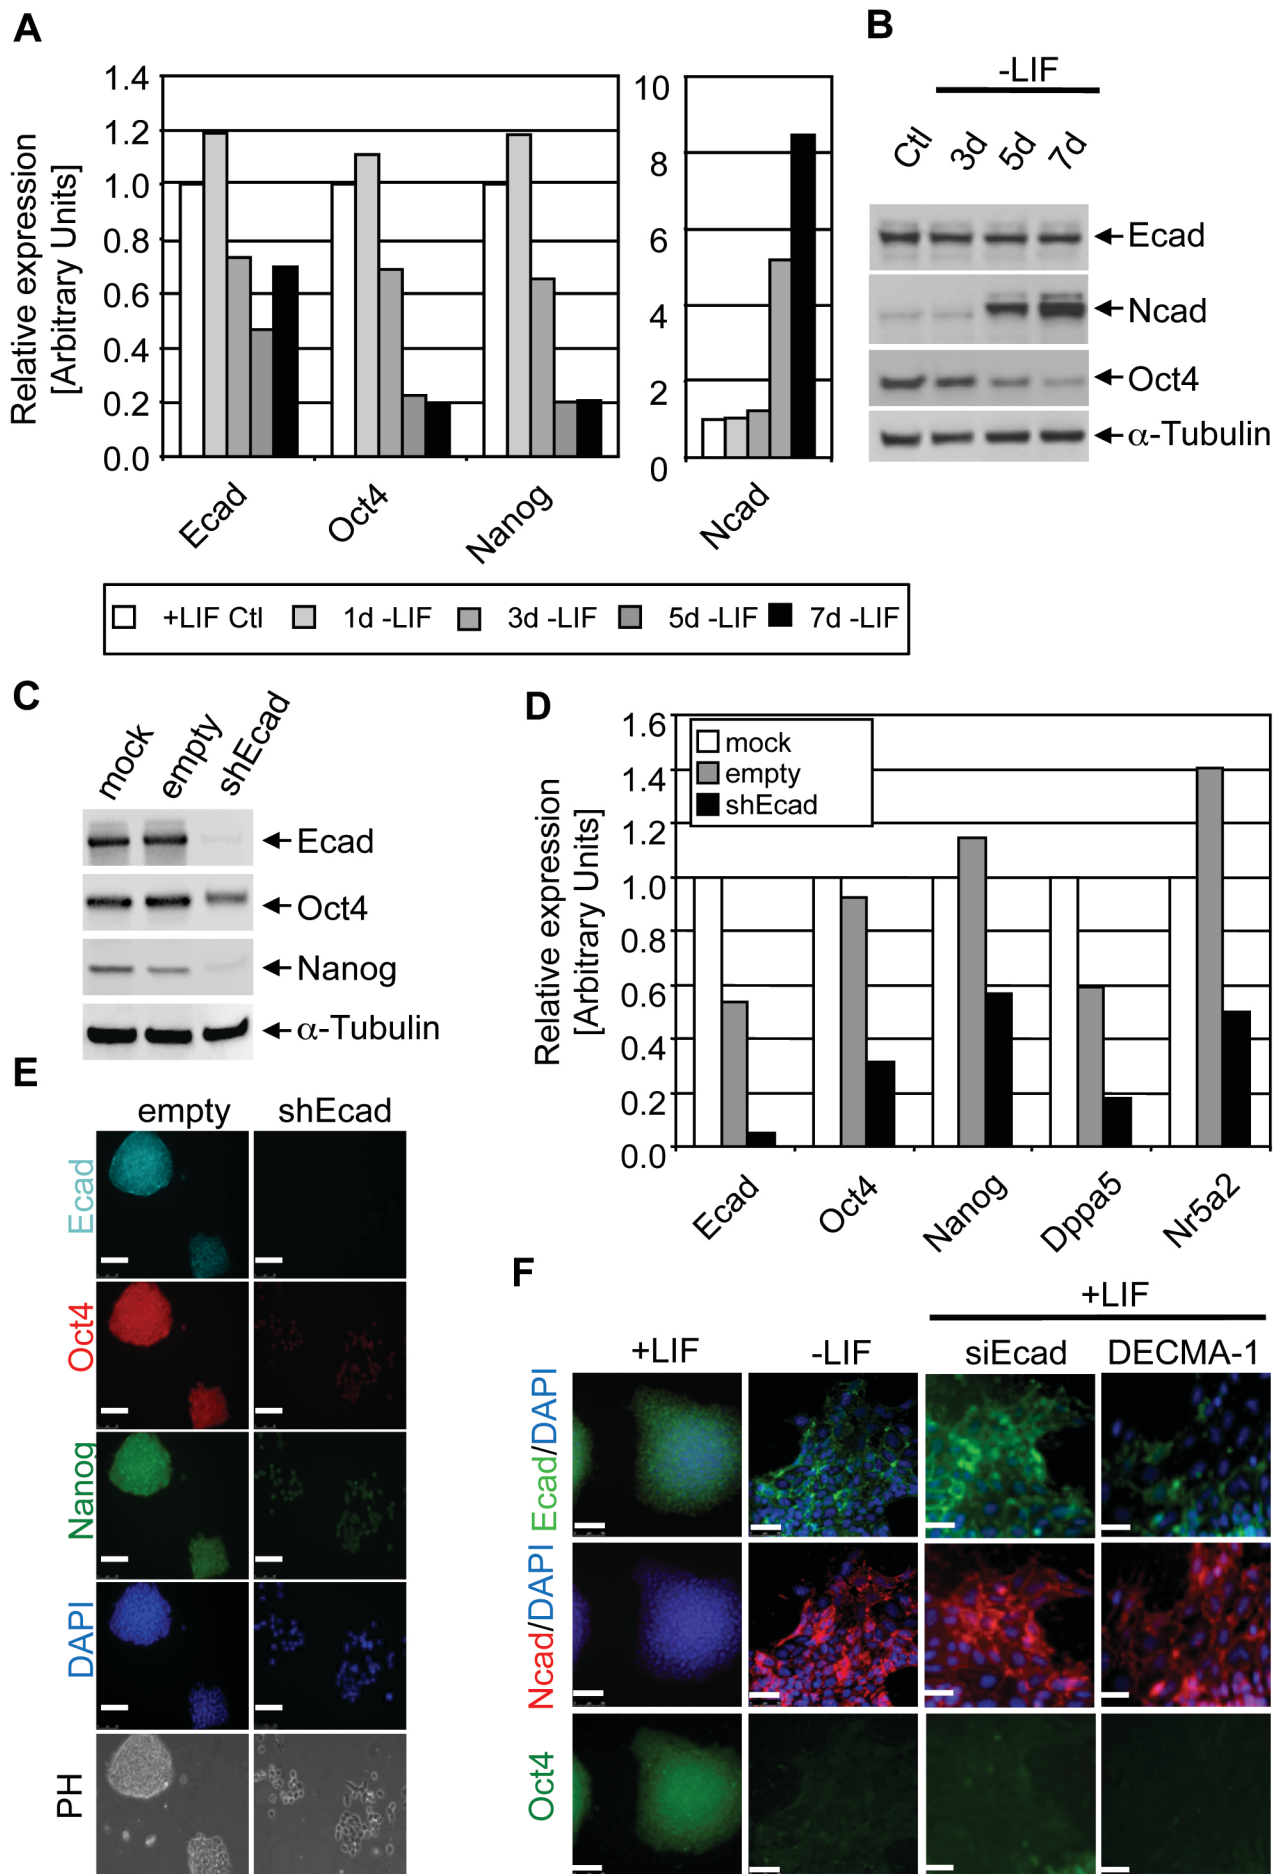 A
Relative expression
[Arbitrary Units]
1.4
1.2
1.0
0.8
0.6
0.4
0.2
0.0
Ecad
Oct4
Nanog
10
8
6
4
2
0
Ncad
+LIF Ctl
1d -LIF
3d -LIF
5d -LIF
7d -LIF
B
-LIF
Ctl
3d
5d
7d
Ecad
Ncad
Oct4
α-Tubulin
C
mock
empty
shEcad
Ecad
Oct4
Nanog
α-Tubulin
D
Relative expression
[Arbitrary Units]
1.6
1.4
1.2
1.0
0.8
0.6
0.4
0.2
0.0
mock
empty
shEcad
Ecad
Oct4
Nanog
Dppa5
Nr5a2
E
empty
shEcad
Ecad
Oct4
Nanog
DAPI
PH
F
+LIF
+LIF
-LIF
siEcad
DECMA-1
Ecad/DAPI
Ncad/DAPI
Oct4